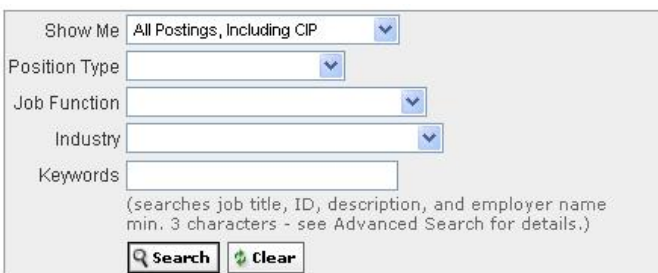 Show Me All Postings, Including CIP
Position Type
Job Function
Industry
Keywords
(searches job title, ID, description, and employer name
min. 3 characters - see Advanced Search for details.)
Search Clear